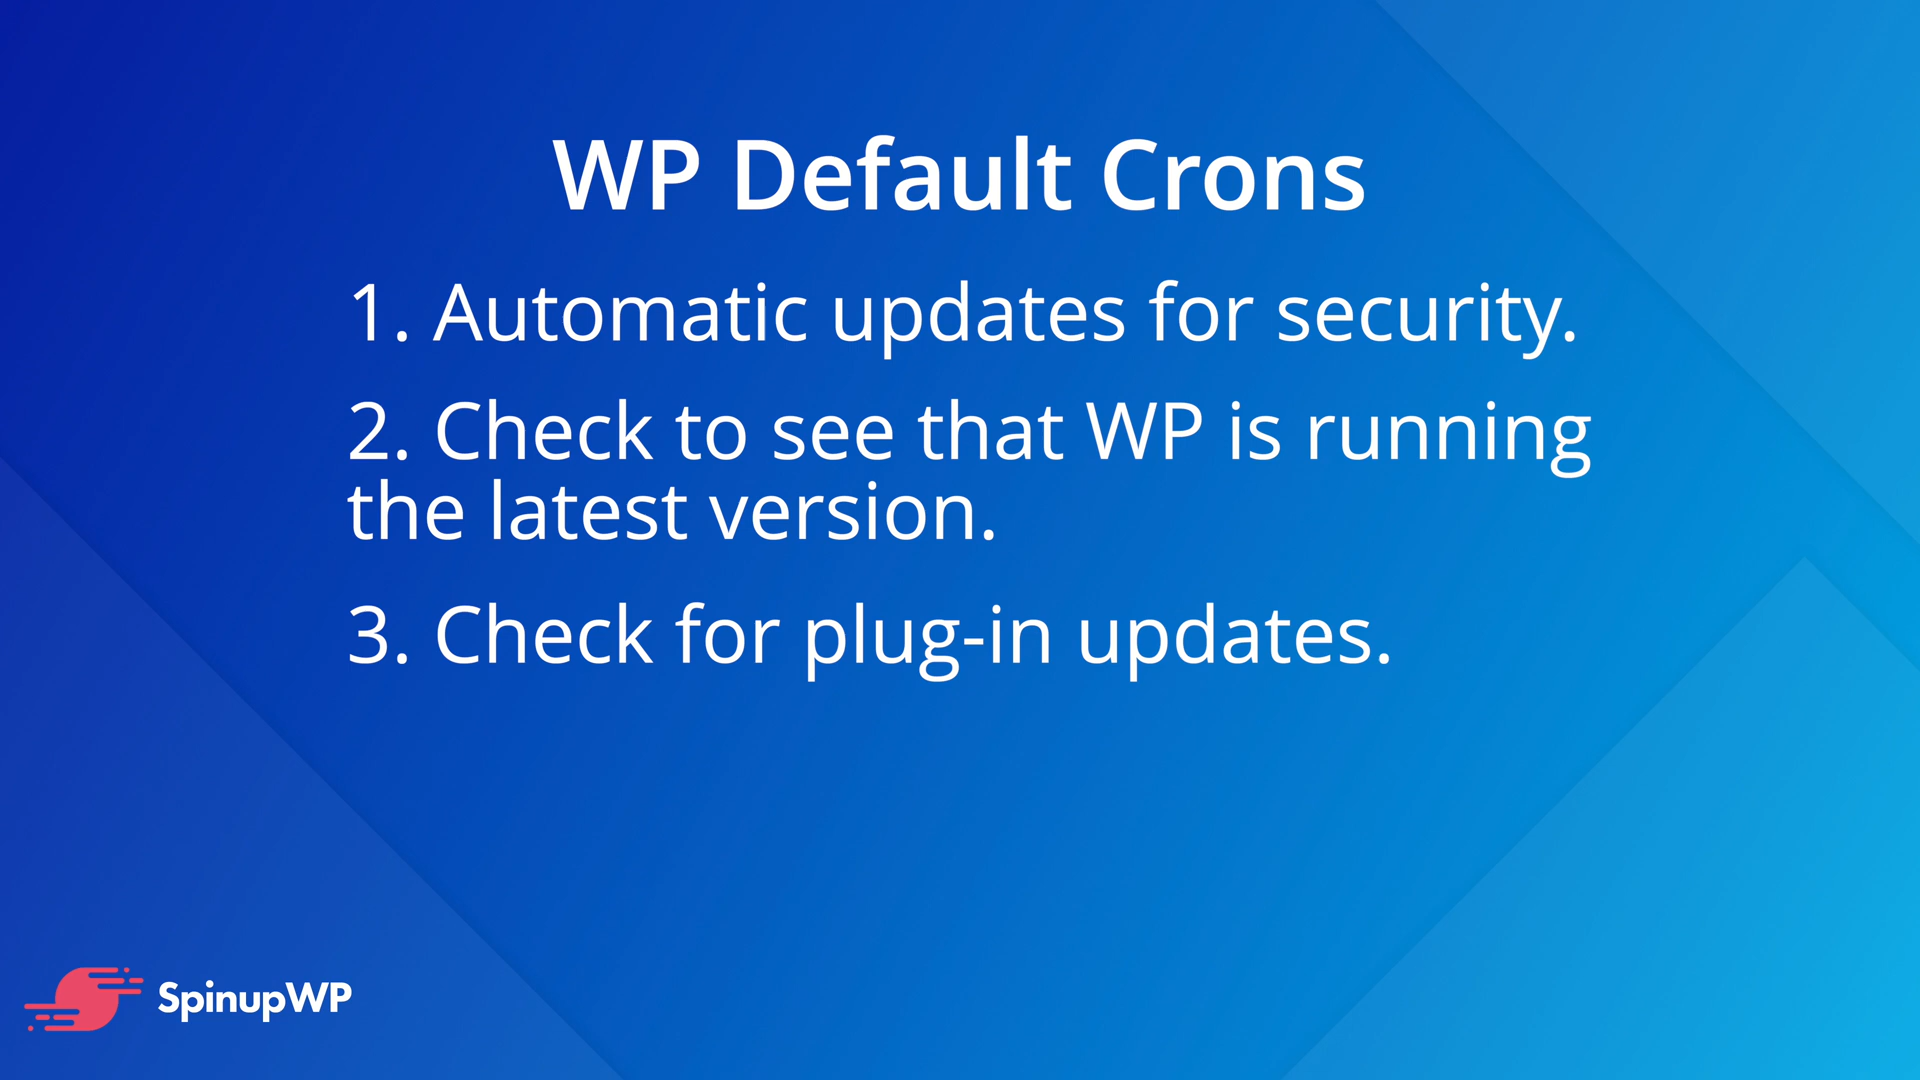 WP Default Crons
1. Automatic updates for security.
2. Check to see that WP is running
the latest version.
3. Check for plug-in updates.
SpinupWP